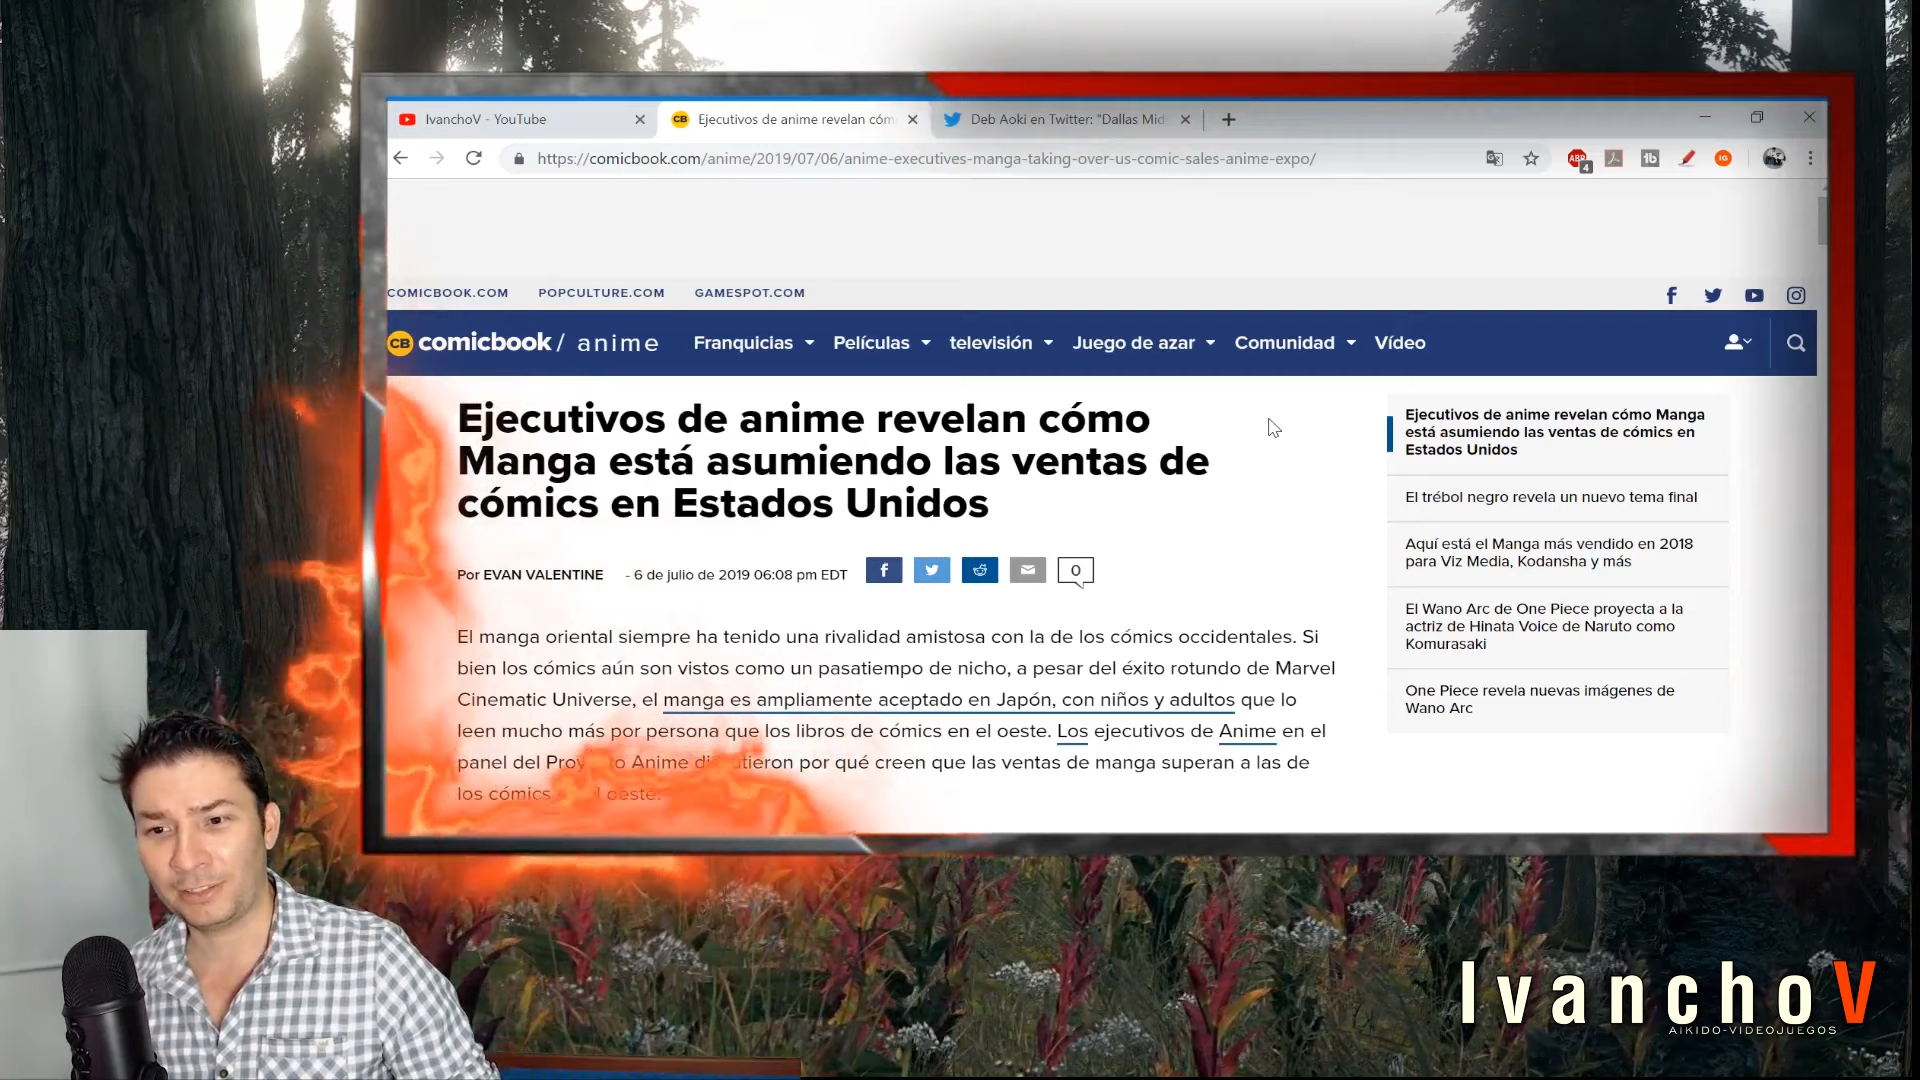 IvanchoV - YouTube
Ejecutivos de anime revelan cóm
Deb Aoki en Twitter: "Dallas Mid
https://comicbook.com/anime/2019/07/06/anime-executives-manga-taking-over-us-comic-sales-anime-expo/
ABP
4
1b
IG
COMICBOOK.COM
POPCULTURE.COM
GAMESPOT.COM
CB comicbook / anime
Franquicias
Películas
televisión
Juego de azar
Comunidad
Vídeo
Ejecutivos de anime revelan cómo
Manga está asumiendo las ventas de
cómics en Estados Unidos
Por EVAN VALENTINE - 6 de julio de 2019 06:08 pm EDT
0
El manga oriental siempre ha tenido una rivalidad amistosa con la de los cómics occidentales. Si
bien los cómics aún son vistos como un pasatiempo de nicho, a pesar del éxito rotundo de Marvel
Cinematic Universe, el manga es ampliamente aceptado en Japón, con niños y adultos que lo
leen mucho más por persona que los libros de cómics en el oeste. Los ejecutivos de Anime en el
panel del Anime por qué creen que las ventas de manga superan a las de
los cómics oeste.
Ejecutivos de anime revelan cómo Manga
está asumiendo las ventas de cómics en
Estados Unidos
El trébol negro revela un nuevo tema final
Aquí está el Manga más vendido en 2018
para Viz Media, Kodansha y más
El Wano Arc de One Piece proyecta a la
actriz de Hinata Voice de Naruto como
Komurasaki
One Piece revela nuevas imágenes de
Wano Arc
IvanchoV
AIKIDO-VIDEOJUEGOS